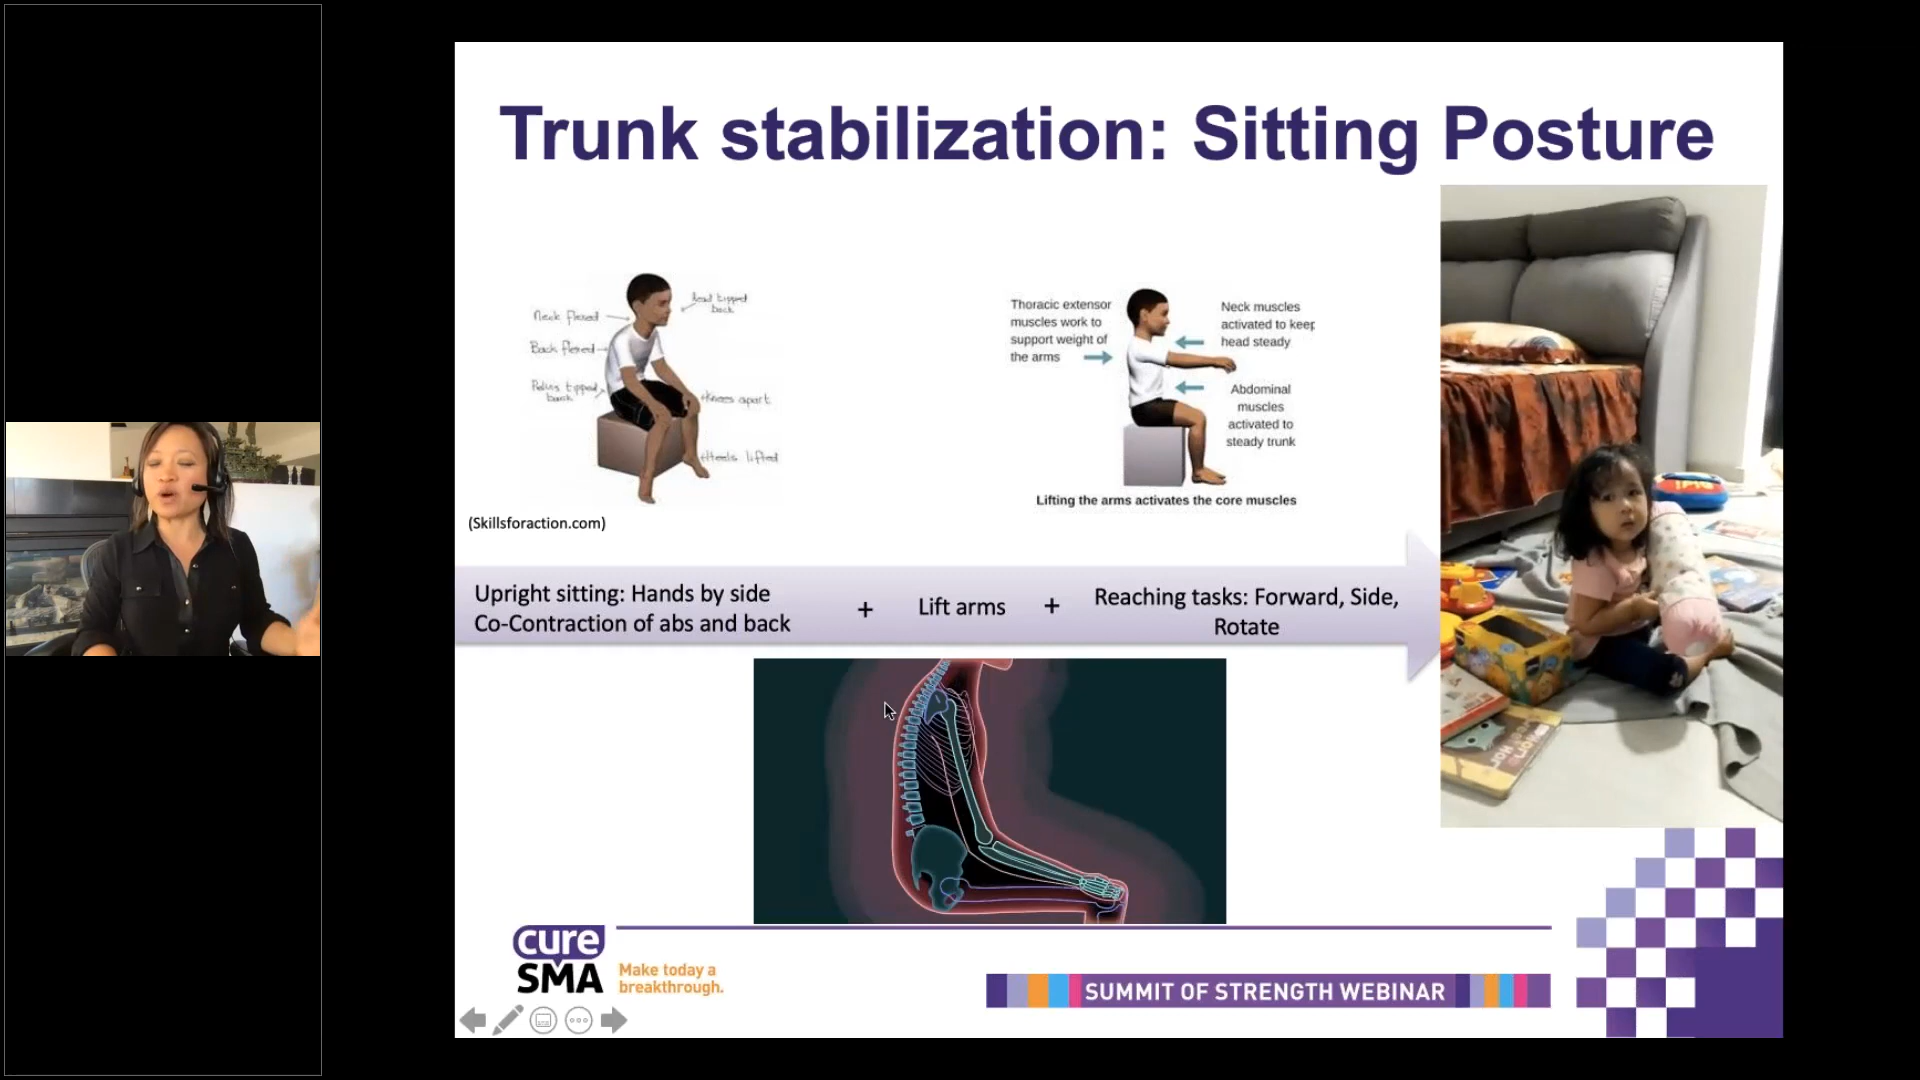 Trunk stabilization: Sitting Posture
head tipped
back
Neck flexed
Back flexed
Pelvis tipped
back
Knees apart
Heels lifted
(Skillsforaction.com)
Thoracic extensor
muscles work to
support weight of
the arms
Neck muscles
activated to keep
head steady
Abdominal
muscles
activated to
steady trunk
Lifting the arms activates the core muscles
Upright sitting: Hands by side
Co-Contraction of abs and back
+
Lift arms
+
Reaching tasks: Forward, Side,
Rotate
cure
SMA
Make today a
breakthrough.
SUMMIT OF STRENGTH WEBINAR